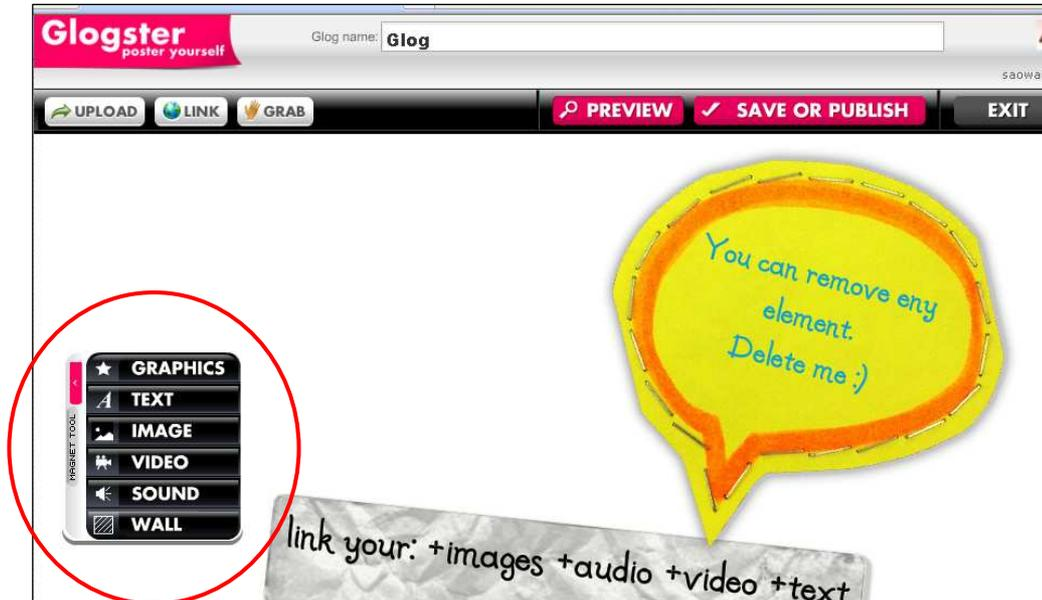 Glogster
poster yourself
Glog name: Glog
UPLOAD LINK GRAB
PREVIEW SAVE OR PUBLISH EXIT
You can remove eny
element.
Delete me :)
MAGNET TOOL
GRAPHICS
TEXT
IMAGE
VIDEO
SOUND
WALL
link your: +images +audio +video +text